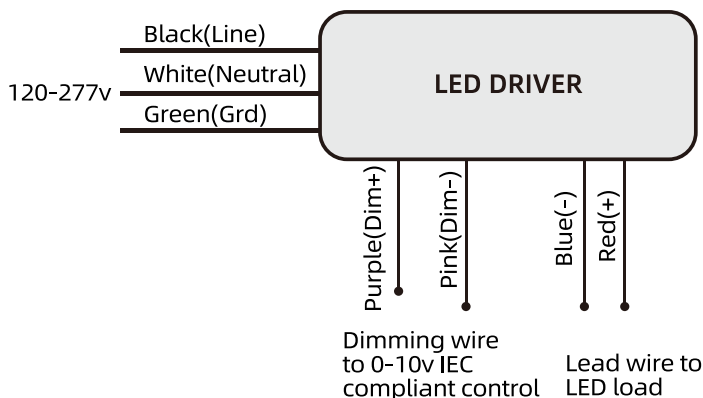 Black(Line)
White(Neutral)
120-277v
Green(Grd)
LED DRIVER
Purple(Dim+)
Pink(Dim-)
Blue(-)
Red(+)
Dimming wire
to 0-10v IEC
compliant control
Lead wire to
LED load